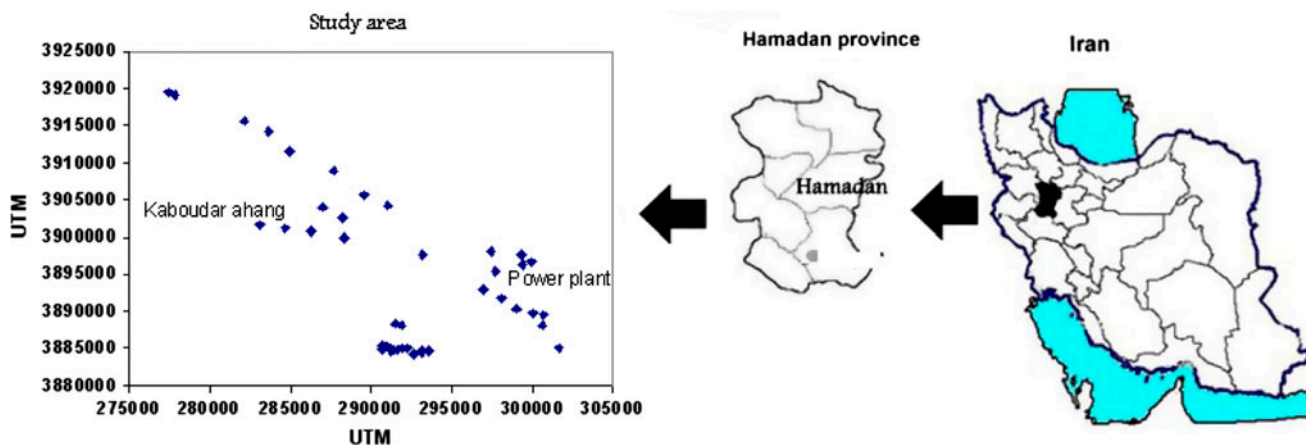 Study area
3925000
3920000
3915000
3910000
3905000
3900000
3895000
3890000
3885000
3880000
UTM
Kaboudar ahang
Power plant
275000 280000 285000 290000 295000 300000 305000
UTM
Hamadan province
Hamadan
Iran